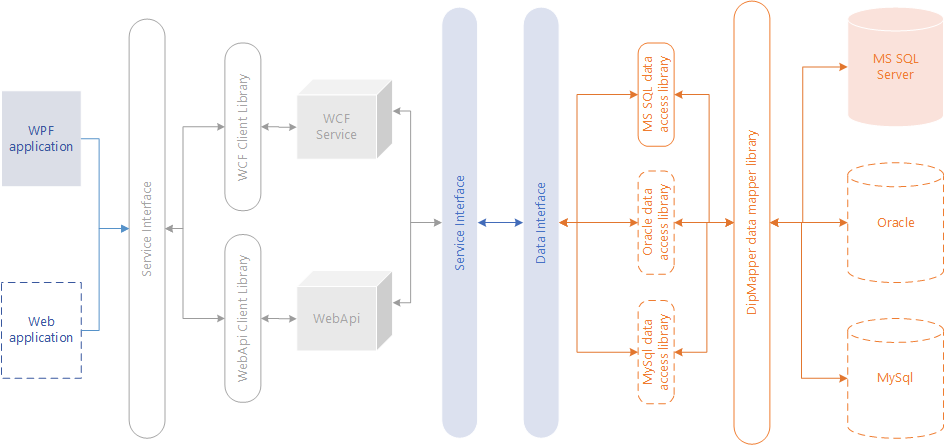 WPF
application
Web
application
Service Interface
WCF Client Library
WebApi Client Library
WCF
Service
WebApi
Service Interface
Data Interface
MS SQL data
access library
Oracle data
access library
MySql data
access library
DipMapper data mapper library
MS SQL
Server
Oracle
MySql